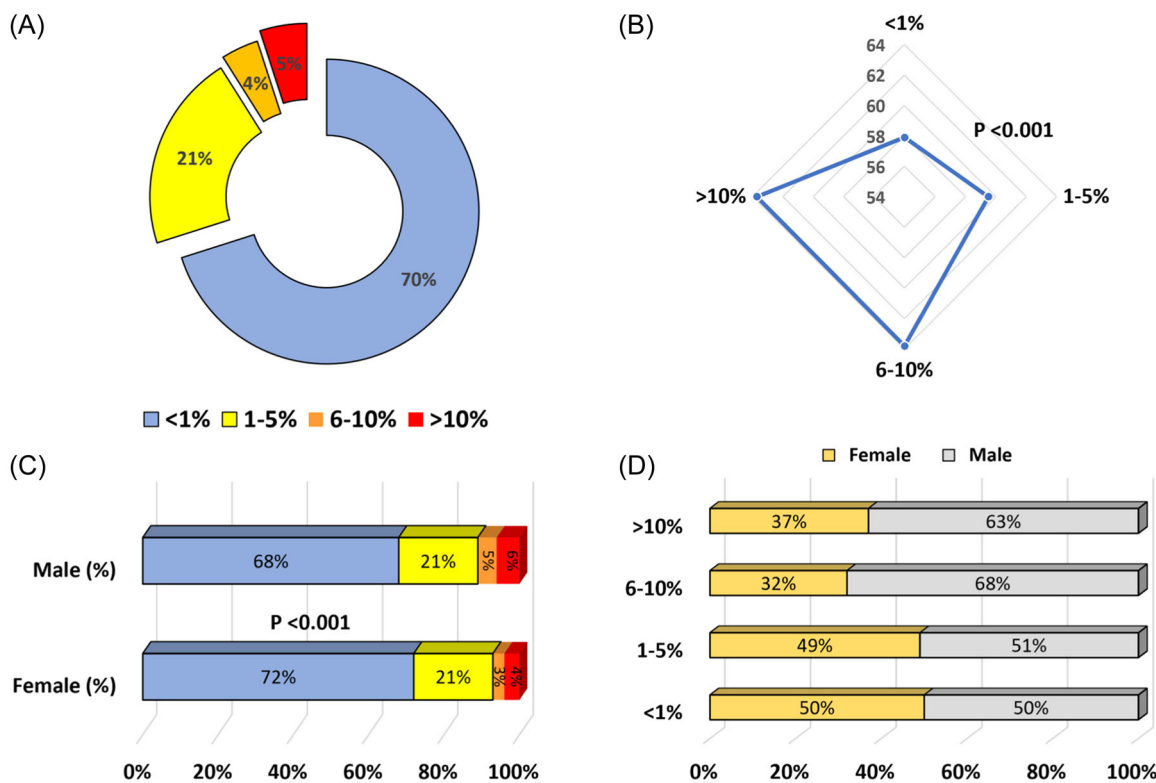 (A)
5%
4%
21%
70%
<1% 1-5% 6-10% >10%
(B)
<1%
64
62
60
58
56
54
P <0.001
>10%
1-5%
6-10%
(C)
Male (%)
68% 21% 5% 6%
P <0.001
Female (%)
72% 21% 3% 4%
0% 20% 40% 60% 80% 100%
(D)
Female Male
>10% 37% 63%
6-10% 32% 68%
1-5% 49% 51%
<1% 50% 50%
0% 20% 40% 60% 80% 100%